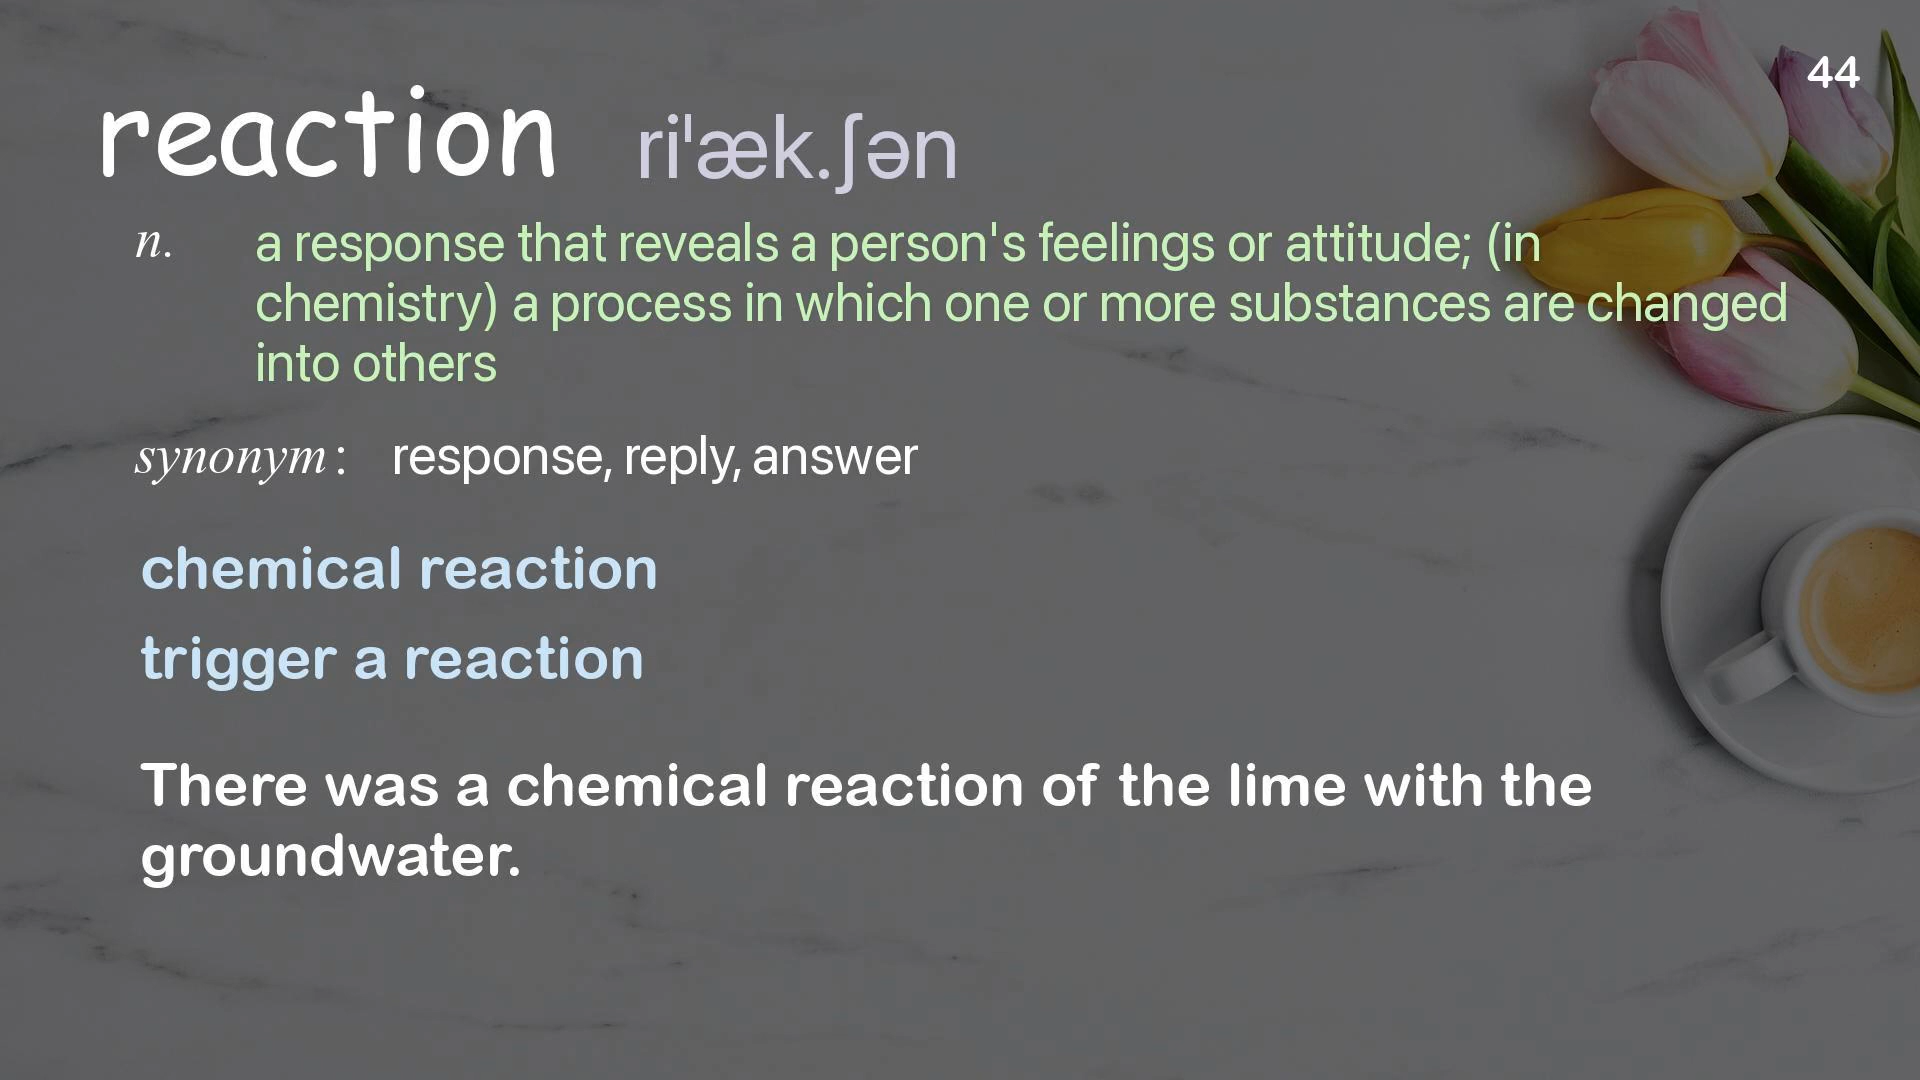 44
reaction riˈæk.ʃən
n. a response that reveals a person's feelings or attitude; (in
chemistry) a process in which one or more substances are changed
into others
synonym: response, reply, answer
chemical reaction
trigger a reaction
There was a chemical reaction of the lime with the
groundwater.